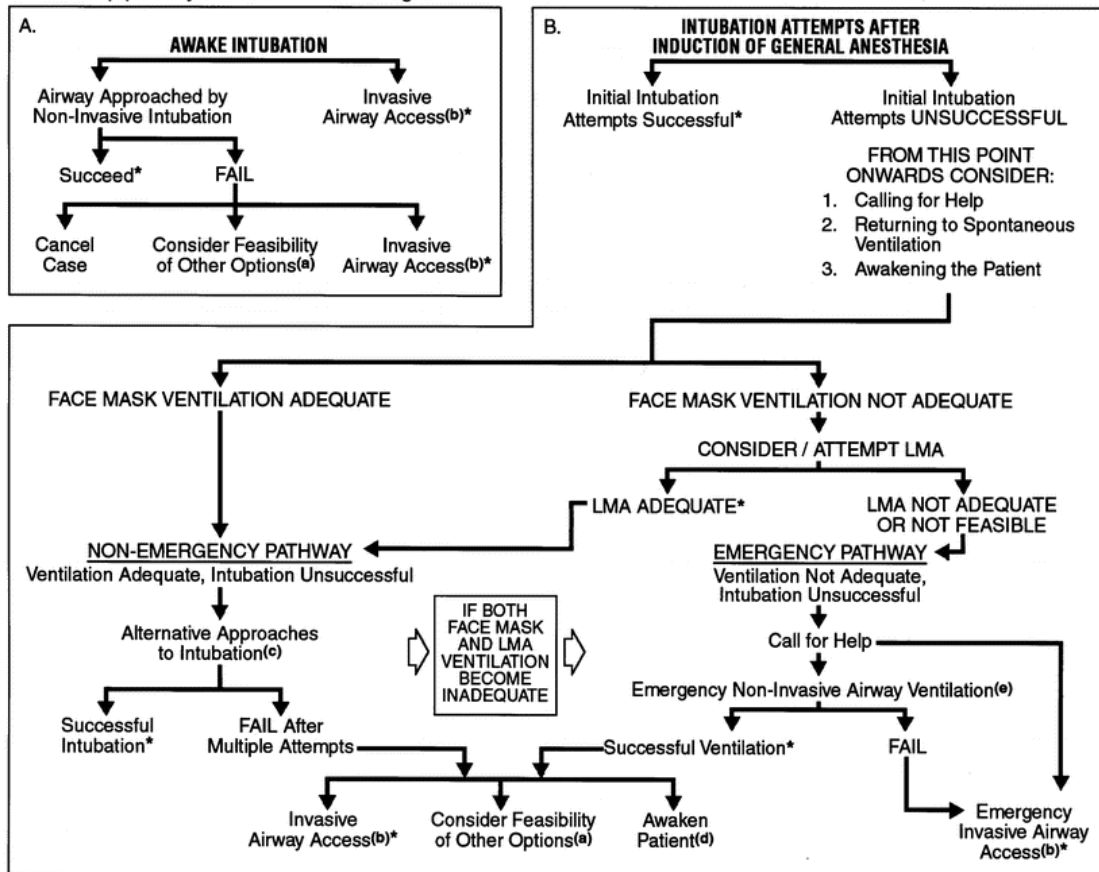 A.
AWAKE INTUBATION
Airway Approached by
Non-Invasive Intubation
Invasive
Airway Access(b)*
Succeed*
FAIL
Cancel
Case
Consider Feasibility
of Other Options(a)
Invasive
Airway Access(b)*
B.
INTUBATION ATTEMPTS AFTER
INDUCTION OF GENERAL ANESTHESIA
Initial Intubation
Attempts Successful*
Initial Intubation
Attempts UNSUCCESSFUL
FROM THIS POINT
ONWARDS CONSIDER:
1. Calling for Help
2. Returning to Spontaneous
Ventilation
3. Awakening the Patient
FACE MASK VENTILATION ADEQUATE
FACE MASK VENTILATION NOT ADEQUATE
CONSIDER / ATTEMPT LMA
LMA ADEQUATE*
LMA NOT ADEQUATE
OR NOT FEASIBLE
NON-EMERGENCY PATHWAY
Ventilation Adequate, Intubation Unsuccessful
EMERGENCY PATHWAY
Ventilation Not Adequate,
Intubation Unsuccessful
Alternative Approaches
to Intubation(c)
IF BOTH
FACE MASK
AND LMA
VENTILATION
BECOME
INADEQUATE
Call for Help
Emergency Non-Invasive Airway Ventilation(e)
Successful
Intubation*
FAIL After
Multiple Attempts
Successful Ventilation*
FAIL
Invasive
Airway Access(b)*
Consider Feasibility
of Other Options(a)
Awaken
Patient(d)
Emergency
Invasive Airway
Access(b)*